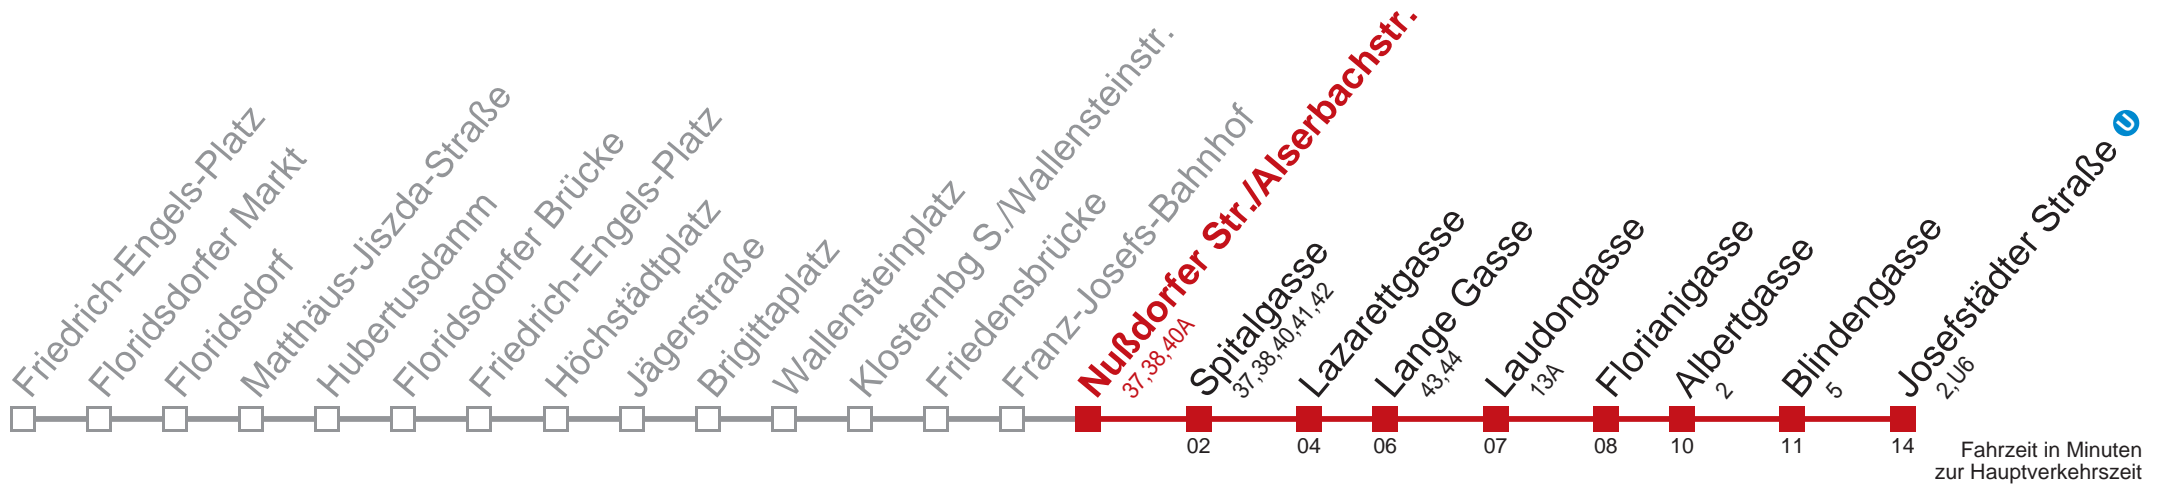 Friedrich-Engels-Platz
Floridsdorfer Markt
Floridsdorf
Matthäus-Jiszda-Straße
Hubertusdamm
Floridsdorfer Brücke
Friedrich-Engels-Platz
Höchstädtplatz
Jägerstraße
Brigittaplatz
Wallensteinplatz
Klosternbg S./Wallensteinstr.
Friedensbrücke
Franz-Josefs-Bahnhof
Nußdorfer Str./Alserbachstr.
37,38,40A
Spitalgasse
37,38,40,41,42
Lazarettgasse
Lange Gasse
43,44
Laudongasse
13A
Florianigasse
Albertgasse
2
Blindengasse
5
Josefstädter Straße U
2,U6
02 04 06 07 08 10 11 14
Fahrzeit in Minuten
zur Hauptverkehrszeit